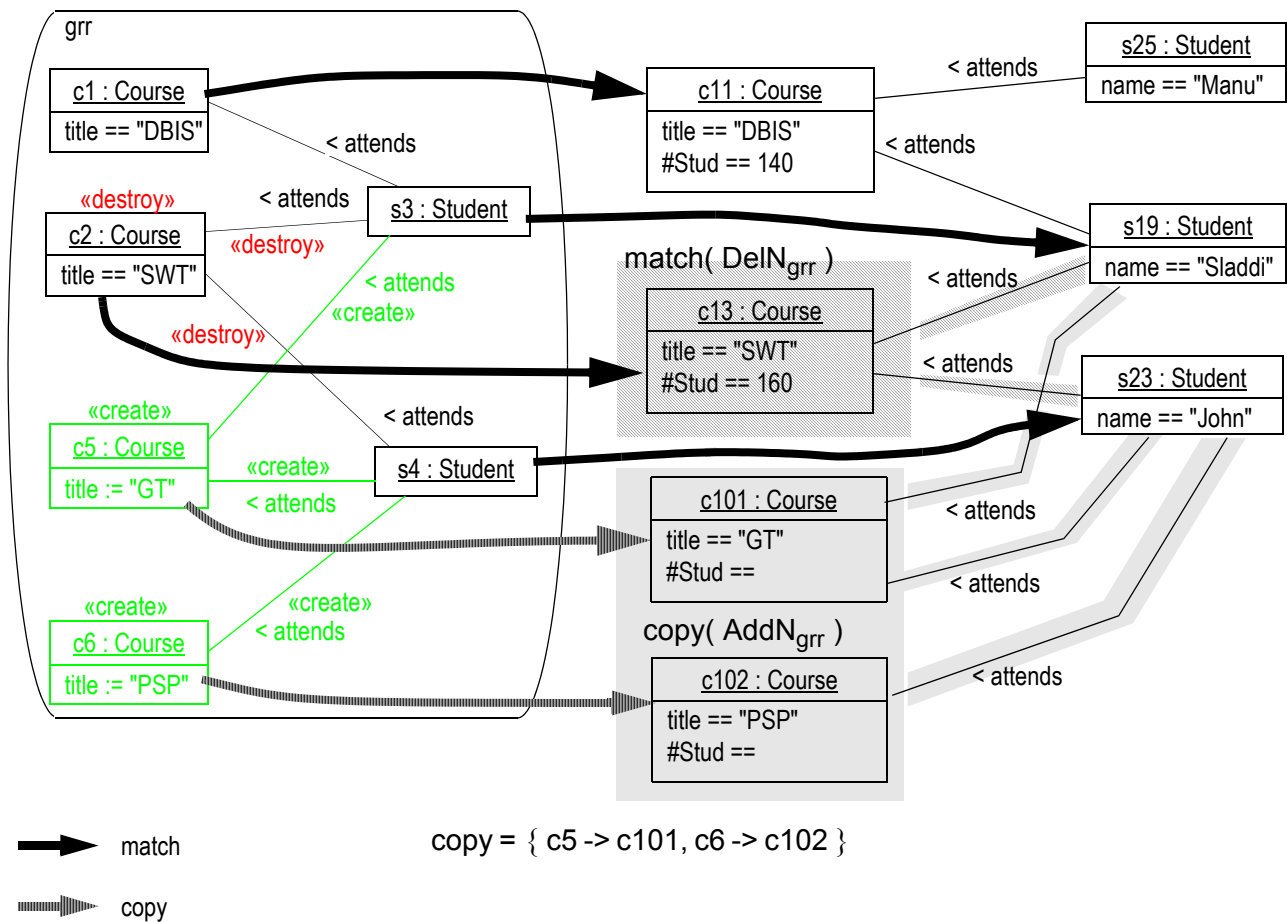 grr
c1 : Course
title == "DBIS"
< attends
«destroy»
c2 : Course
title == "SWT"
< attends
«destroy»
s3 : Student
< attends
«create»
«destroy»
< attends
«create»
c5 : Course
title := "GT"
«create»
< attends
s4 : Student
«create»
< attends
«create»
c6 : Course
title := "PSP"
c11 : Course
title == "DBIS"
#Stud == 140
< attends
< attends
s25 : Student
name == "Manu"
s19 : Student
name == "Sladdi"
match( DelNgrr )
c13 : Course
title == "SWT"
#Stud == 160
< attends
< attends
s23 : Student
name == "John"
c101 : Course
title == "GT"
#Stud ==
< attends
< attends
copy( AddNgrr )
c102 : Course
title == "PSP"
#Stud ==
< attends
match
copy = { c5 -> c101, c6 -> c102 }
copy